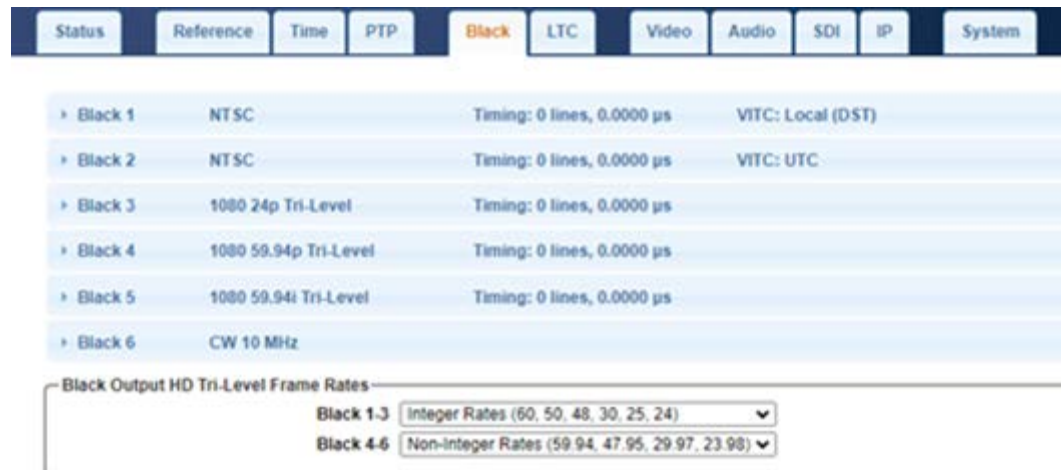 Status Reference Time PTP Black LTC Video Audio SDI IP System
Black 1 NTSC Timing: 0 lines, 0.0000 µs VITC: Local (DST)
Black 2 NTSC Timing: 0 lines, 0.0000 µs VITC: UTC
Black 3 1080 24p Tri-Level Timing: 0 lines, 0.0000 µs
Black 4 1080 59.94p Tri-Level Timing: 0 lines, 0.0000 µs
Black 5 1080 59.94i Tri-Level Timing: 0 lines, 0.0000 µs
Black 6 CW 10 MHz
Black Output HD Tri-Level Frame Rates
Black 1-3 Integer Rates (60, 50, 48, 30, 25, 24)
Black 4-6 Non-Integer Rates (59.94, 47.95, 29.97, 23.98)